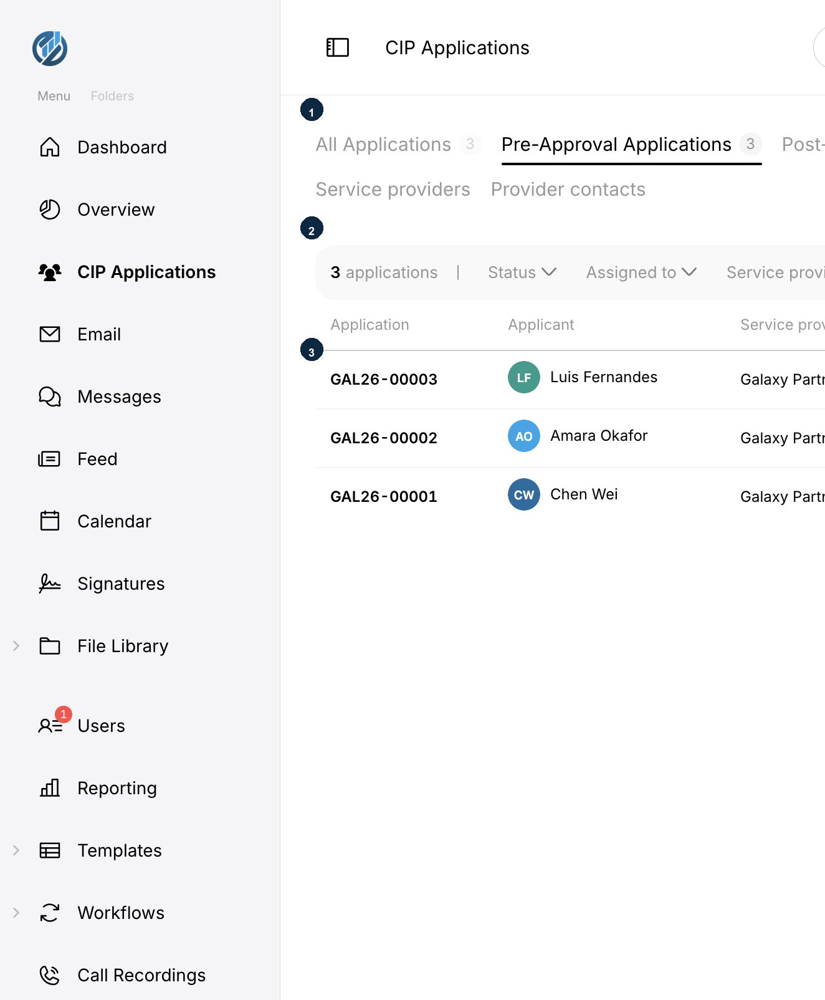 CIP Applications
Menu Folders
1
All Applications 3 Pre-Approval Applications 3 Post-
Dashboard
Service providers Provider contacts
Overview
2
CIP Applications
3 applications | Status Assigned to Service provi
Application Applicant Service prov
Email
3
GAL26-00003 LF Luis Fernandes Galaxy Partn
Messages
GAL26-00002 AO Amara Okafor Galaxy Partn
Feed
GAL26-00001 CW Chen Wei Galaxy Partn
Calendar
Signatures
File Library
1
Users
Reporting
Templates
Workflows
Call Recordings